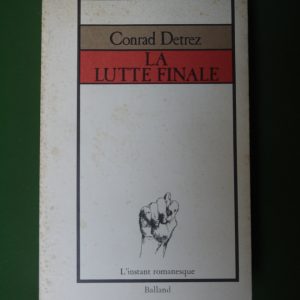 Conrad Detrez
LA
LUTTE FINALE
L'instant romanesque
Balland